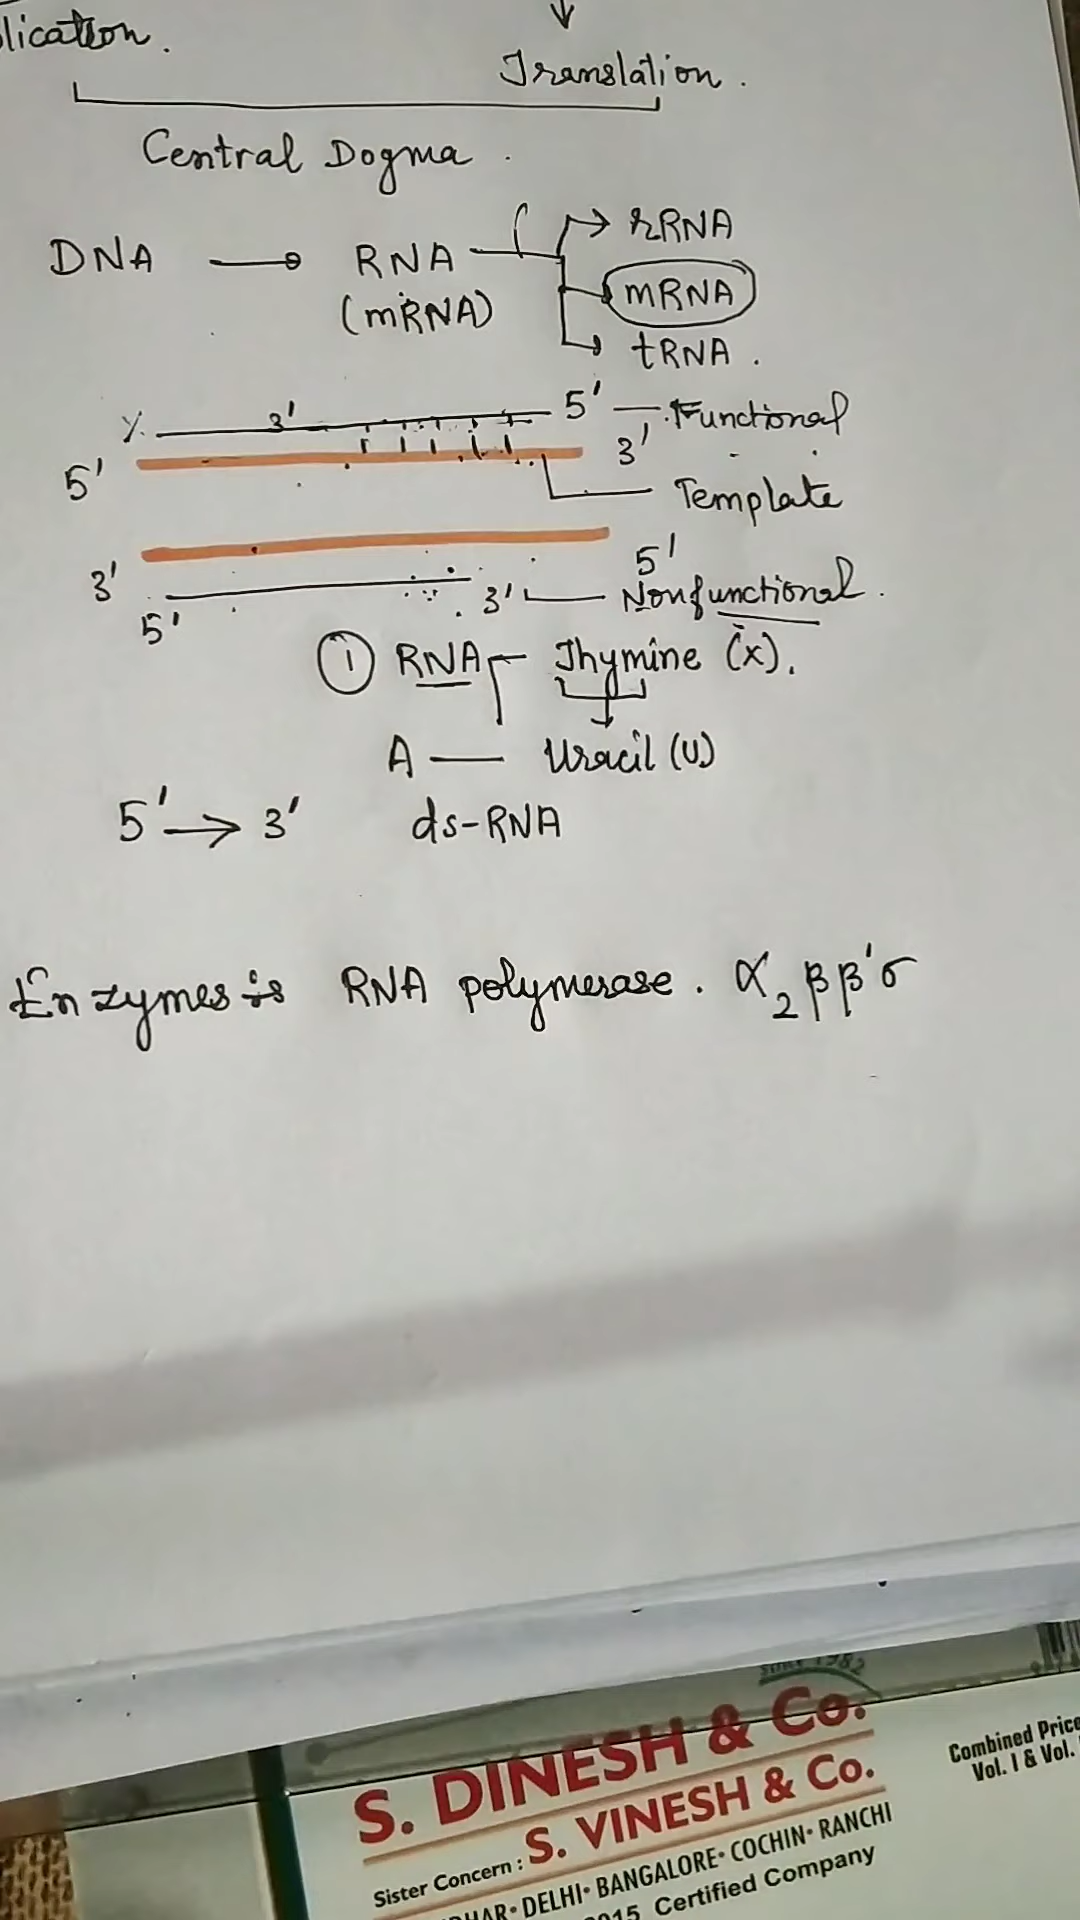 Translation.
Central Dogma.
DNA → RNA → rRNA
(mRNA) mRNA
tRNA.
3' 5' — Functional
5' 3'
Template
3' 5'
5' 3' Nonfunctional.
① RNA Thymine (x).
A — Uracil (U)
5' → 3' ds-RNA
Enzymes is RNA polymerase. α₂ββ'σ
since 1982
S. DINESH & Co.
Sister Concern: S. VINESH & Co.
DELHI• BANGALORE• COCHIN• RANCHI
Certified Company
Combined Price
Vol. I & Vol.